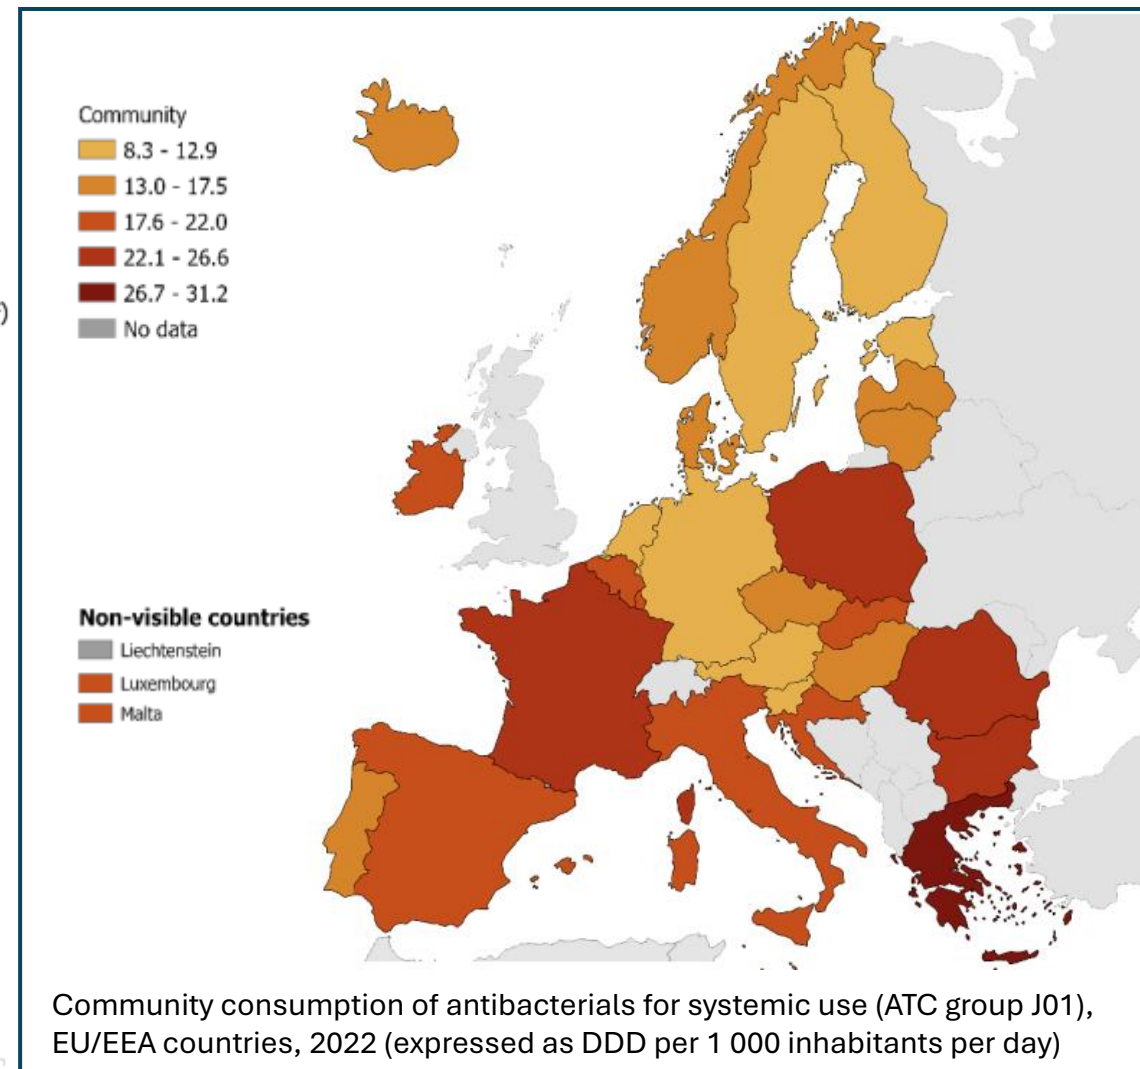 Community
8.3 - 12.9
13.0 - 17.5
17.6 - 22.0
22.1 - 26.6
26.7 - 31.2
No data
)
Non-visible countries
Liechtenstein
Luxembourg
Malta
Community consumption of antibacterials for systemic use (ATC group J01),
EU/EEA countries, 2022 (expressed as DDD per 1 000 inhabitants per day)